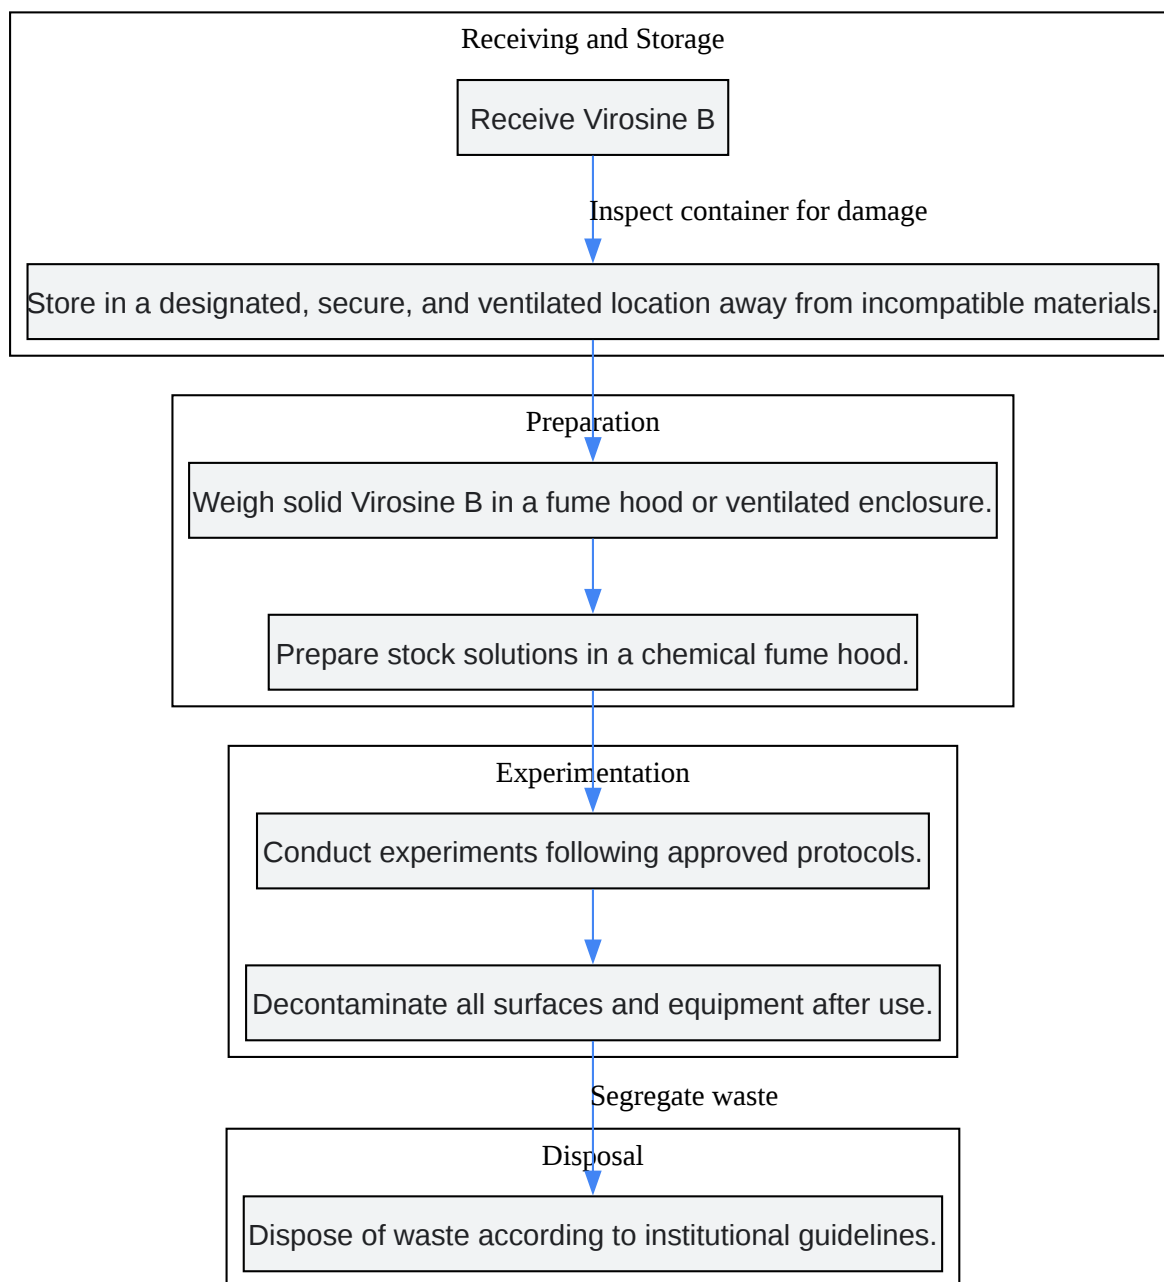 Receiving and Storage
Receive Virosine B
Inspect container for damage
Store in a designated, secure, and ventilated location away from incompatible materials.
Preparation
Weigh solid Virosine B in a fume hood or ventilated enclosure.
Prepare stock solutions in a chemical fume hood.
Experimentation
Conduct experiments following approved protocols.
Decontaminate all surfaces and equipment after use.
Segregate waste
Disposal
Dispose of waste according to institutional guidelines.